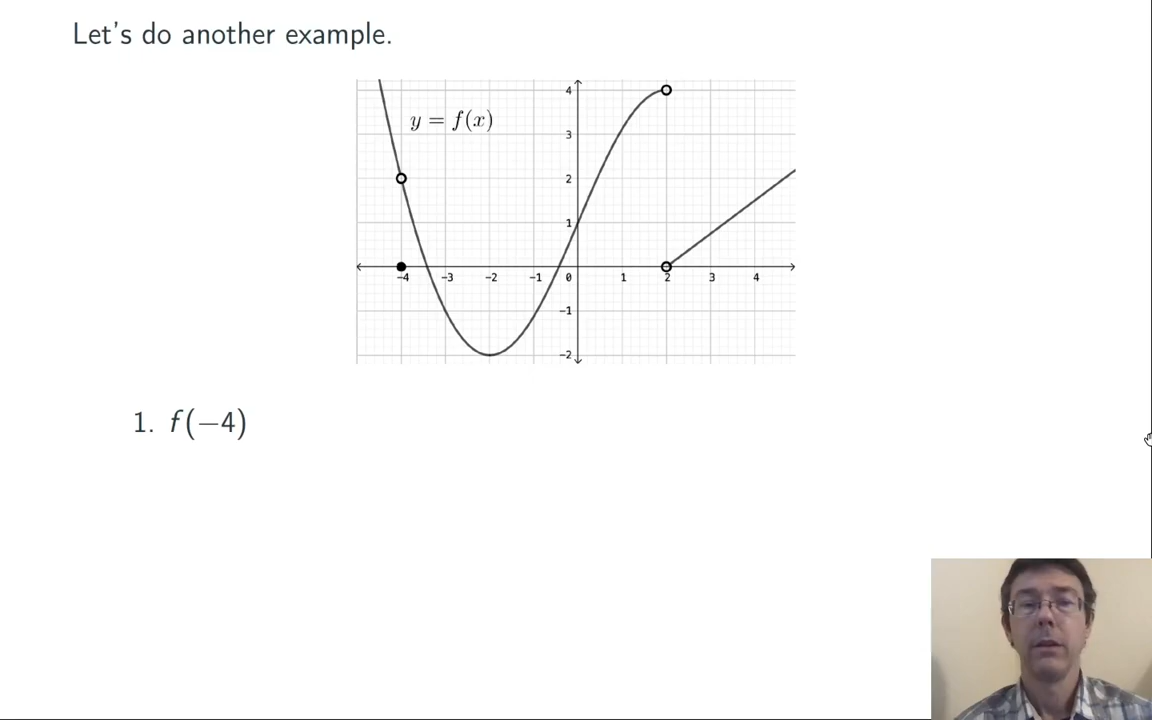 Let's do another example.
y = f(x)
4
3
2
1
-4 -3 -2 -1 0 1 2 3 4
-1
-2
1. f(−4)